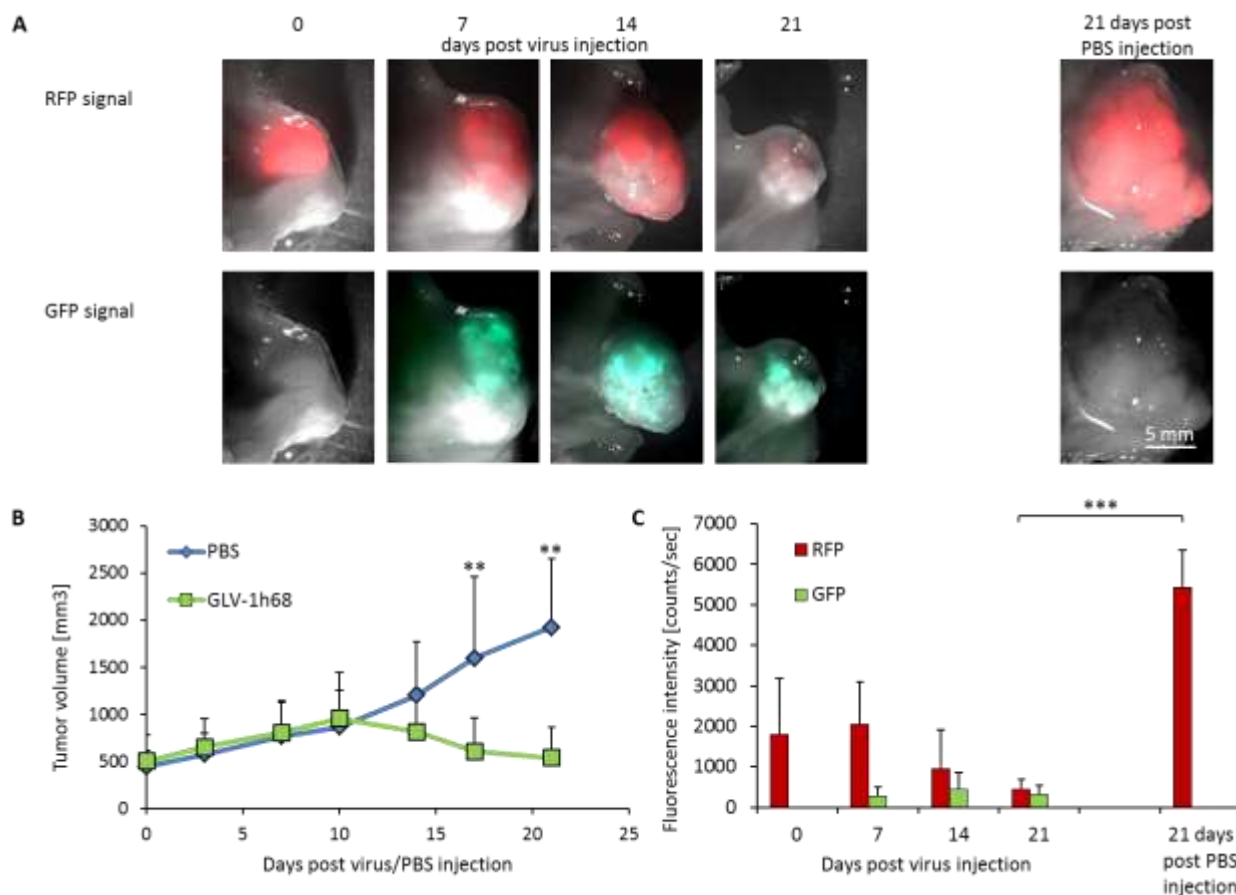 A
0 7 14 21
days post virus injection
21 days post
PBS injection
RFP signal
GFP signal
5 mm
B
Tumor volume [mm3]
3000
2500
2000
1500
1000
500
0
PBS
GLV-1h68
** **
0 5 10 15 20 25
Days post virus/PBS injection
C
***
Fluorescence intensity [counts/sec]
7000
6000
5000
4000
3000
2000
1000
0
RFP
GFP
0 7 14 21
Days post virus injection
21 days
post PBS
injection